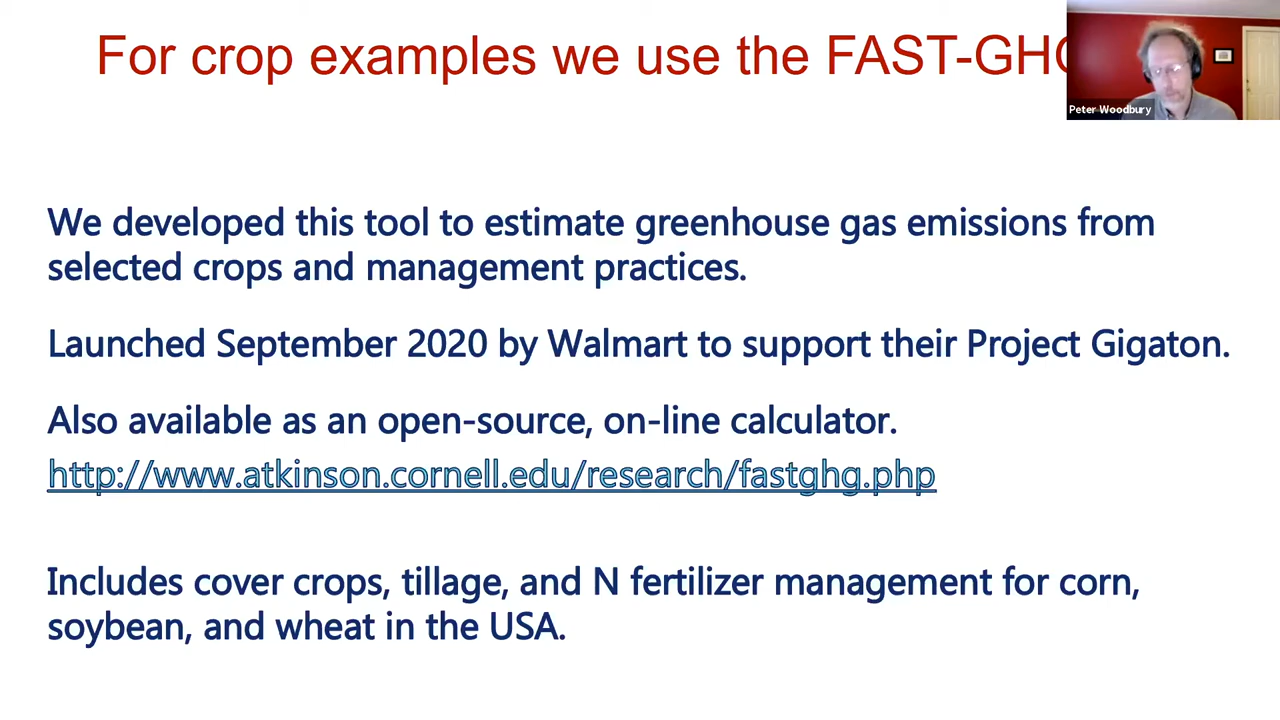 For crop examples we use the
Peter Woodbury
We developed this tool to estimate greenhouse gas emissions from
selected crops and management practices.
Launched September 2020 by Walmart to support their Project Gigaton.
Also available as an open-source, on-line calculator.
http://www.atkinson.cornell.edu/research/fastghg.php
Includes cover crops, tillage, and N fertilizer management for corn,
soybean, and wheat in the USA.